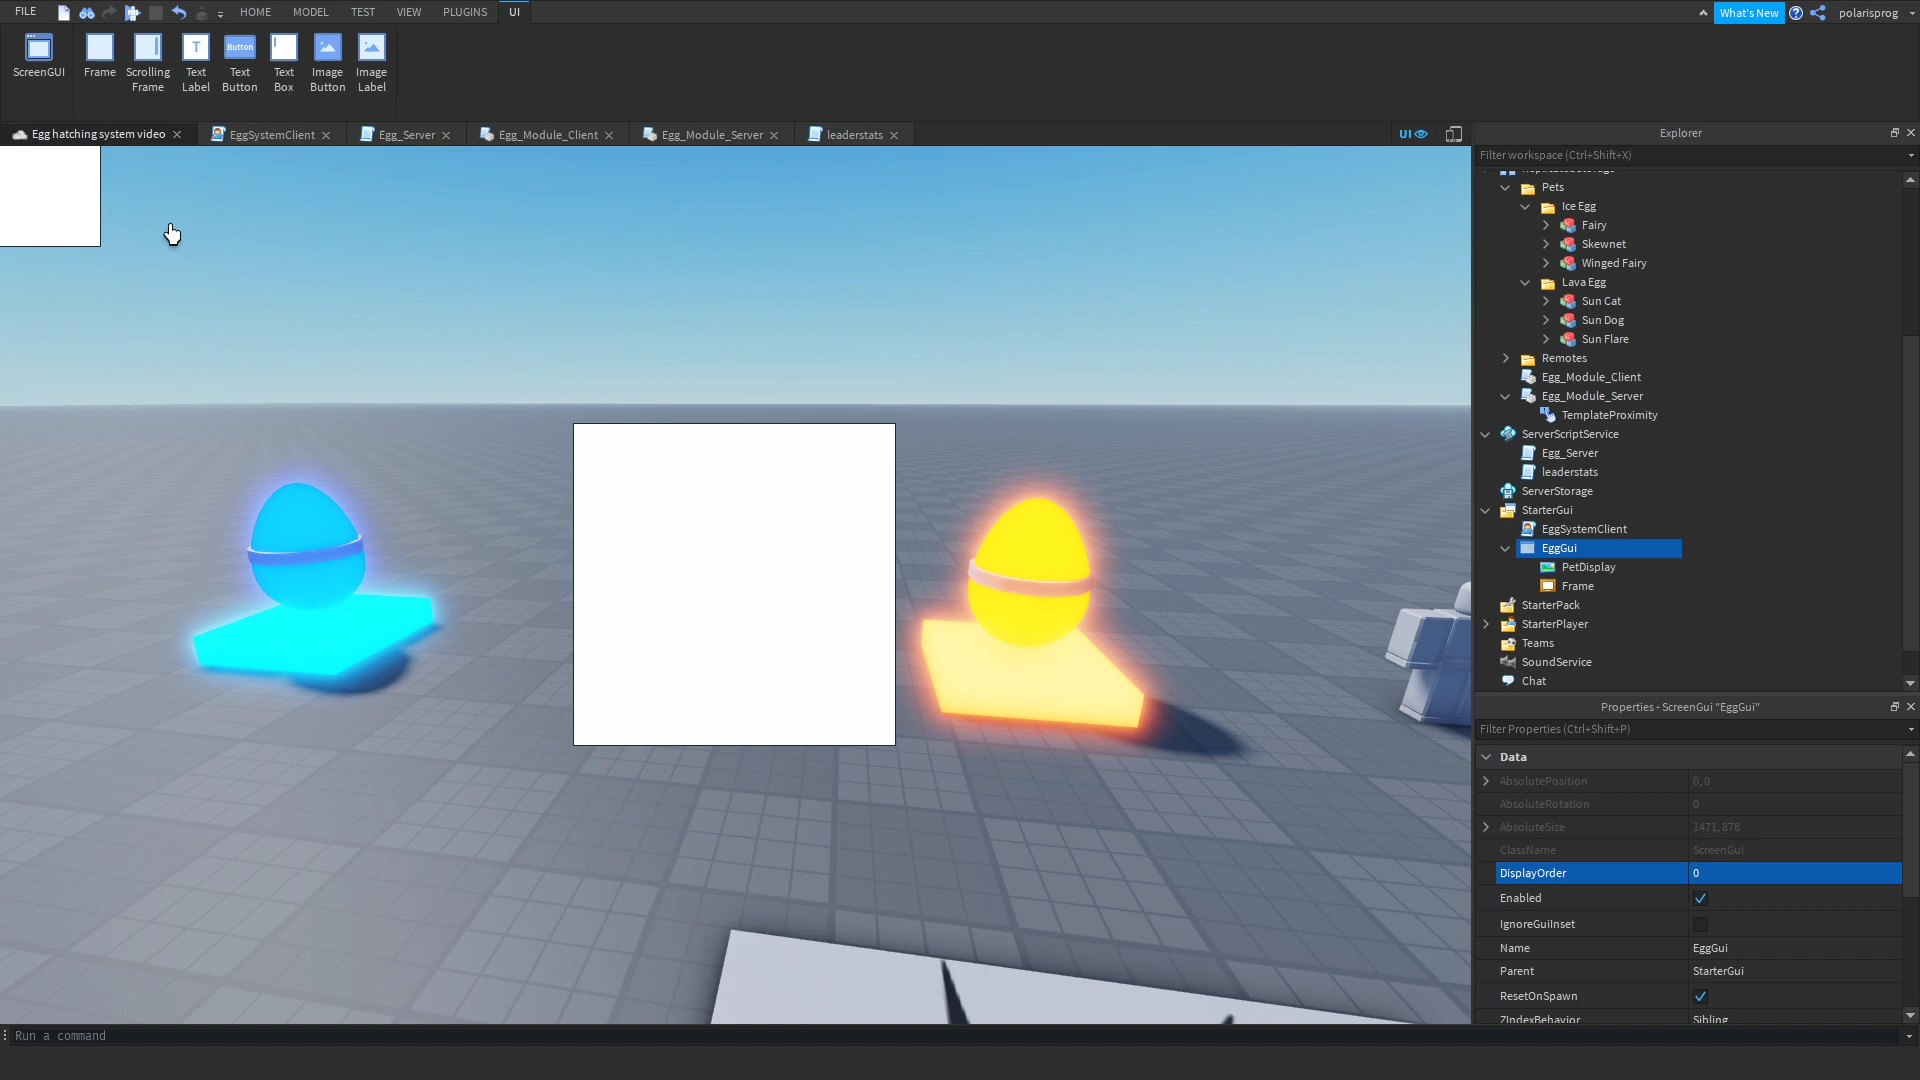 FILE HOME MODEL TEST VIEW PLUGINS UI What's New polarisprog
ScreenGUI
Frame
Scrolling
Frame
T
Text
Label
Button
Text
Button
Text
Box
Image
Button
Image
Label
Egg hatching system video EggSystemClient Egg_Server Egg_Module_Client Egg_Module_Server leaderstats UI
Explorer
Filter workspace (Ctrl+Shift+X)
ReplicatedStorage
Pets
Ice Egg
Fairy
Skewnet
Winged Fairy
Lava Egg
Sun Cat
Sun Dog
Sun Flare
Remotes
Egg_Module_Client
Egg_Module_Server
TemplateProximity
ServerScriptService
Egg_Server
leaderstats
ServerStorage
StarterGui
EggSystemClient
EggGui
PetDisplay
Frame
StarterPack
StarterPlayer
Teams
SoundService
Chat
Properties - ScreenGui "EggGui"
Filter Properties (Ctrl+Shift+P)
Data
AbsolutePosition 0,0
AbsoluteRotation 0
AbsoluteSize 1471,878
ClassName ScreenGui
DisplayOrder 0
Enabled
IgnoreGuiInset
Name EggGui
Parent StarterGui
ResetOnSpawn
ZIndexBehavior Sibling
Run a command